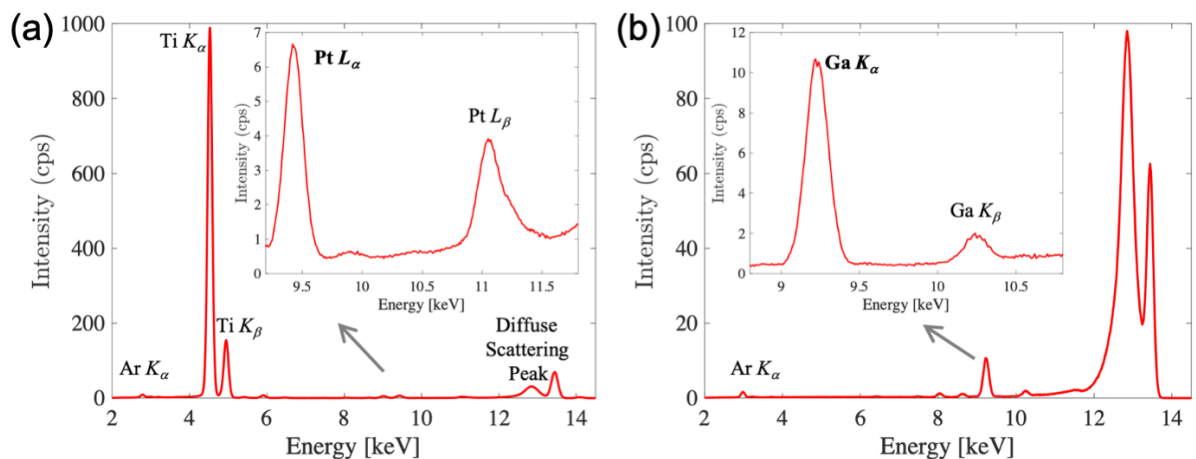 (a)
1000
800
600
400
200
0
Intensity (cps)
Ti Kα
Ti Kβ
Ar Kα
Diffuse
Scattering
Peak
2 4 6 8 10 12 14
Energy [keV]
7
6
5
4
3
2
1
0
Intensity (cps)
Pt Lα
Pt Lβ
9.5 10 10.5 11 11.5
Energy [keV]
(b)
100
80
60
40
20
0
Intensity (cps)
Ar Kα
2 4 6 8 10 12 14
Energy [keV]
12
10
8
6
4
2
0
Intensity (cps)
Ga Kα
Ga Kβ
9 9.5 10 10.5
Energy [keV]